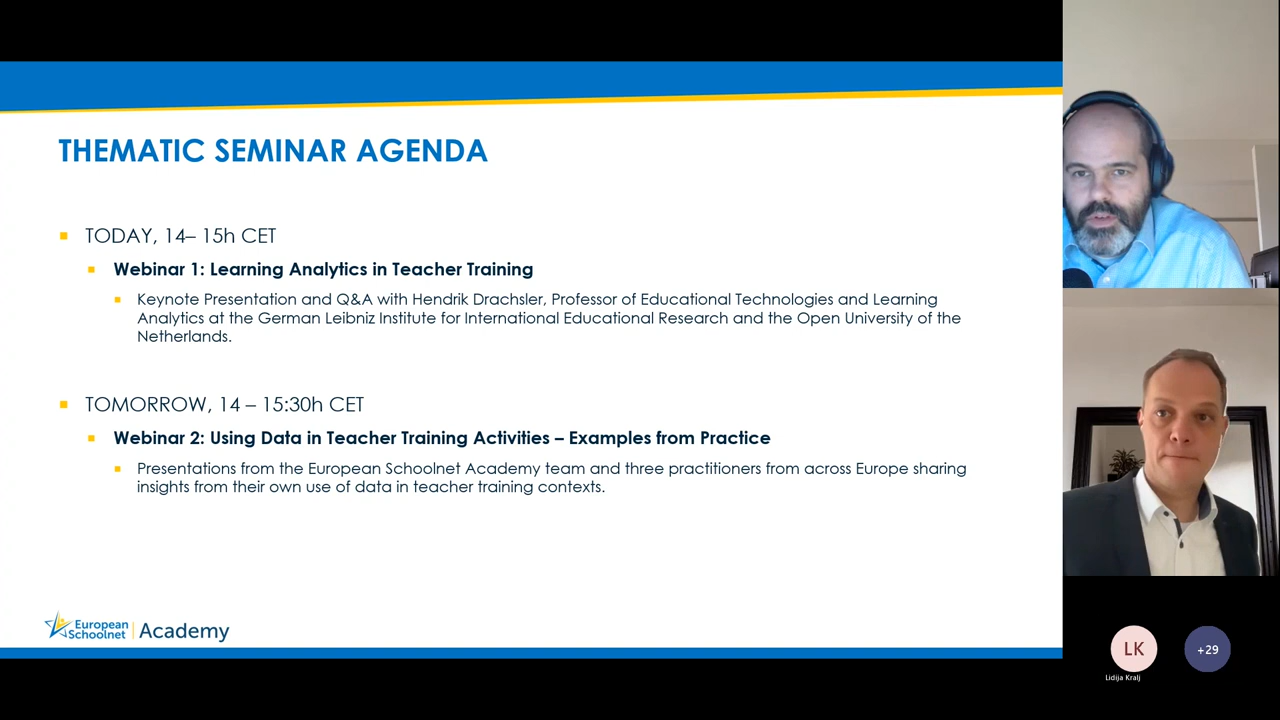 THEMATIC SEMINAR AGENDA
TODAY, 14– 15h CET
Webinar 1: Learning Analytics in Teacher Training
Keynote Presentation and Q&A with Hendrik Drachsler, Professor of Educational Technologies and Learning
Analytics at the German Leibniz Institute for International Educational Research and the Open University of the
Netherlands.
TOMORROW, 14 – 15:30h CET
Webinar 2: Using Data in Teacher Training Activities – Examples from Practice
Presentations from the European Schoolnet Academy team and three practitioners from across Europe sharing
insights from their own use of data in teacher training contexts.
European
Schoolnet
Academy
LK
+29
Lidija Kralj